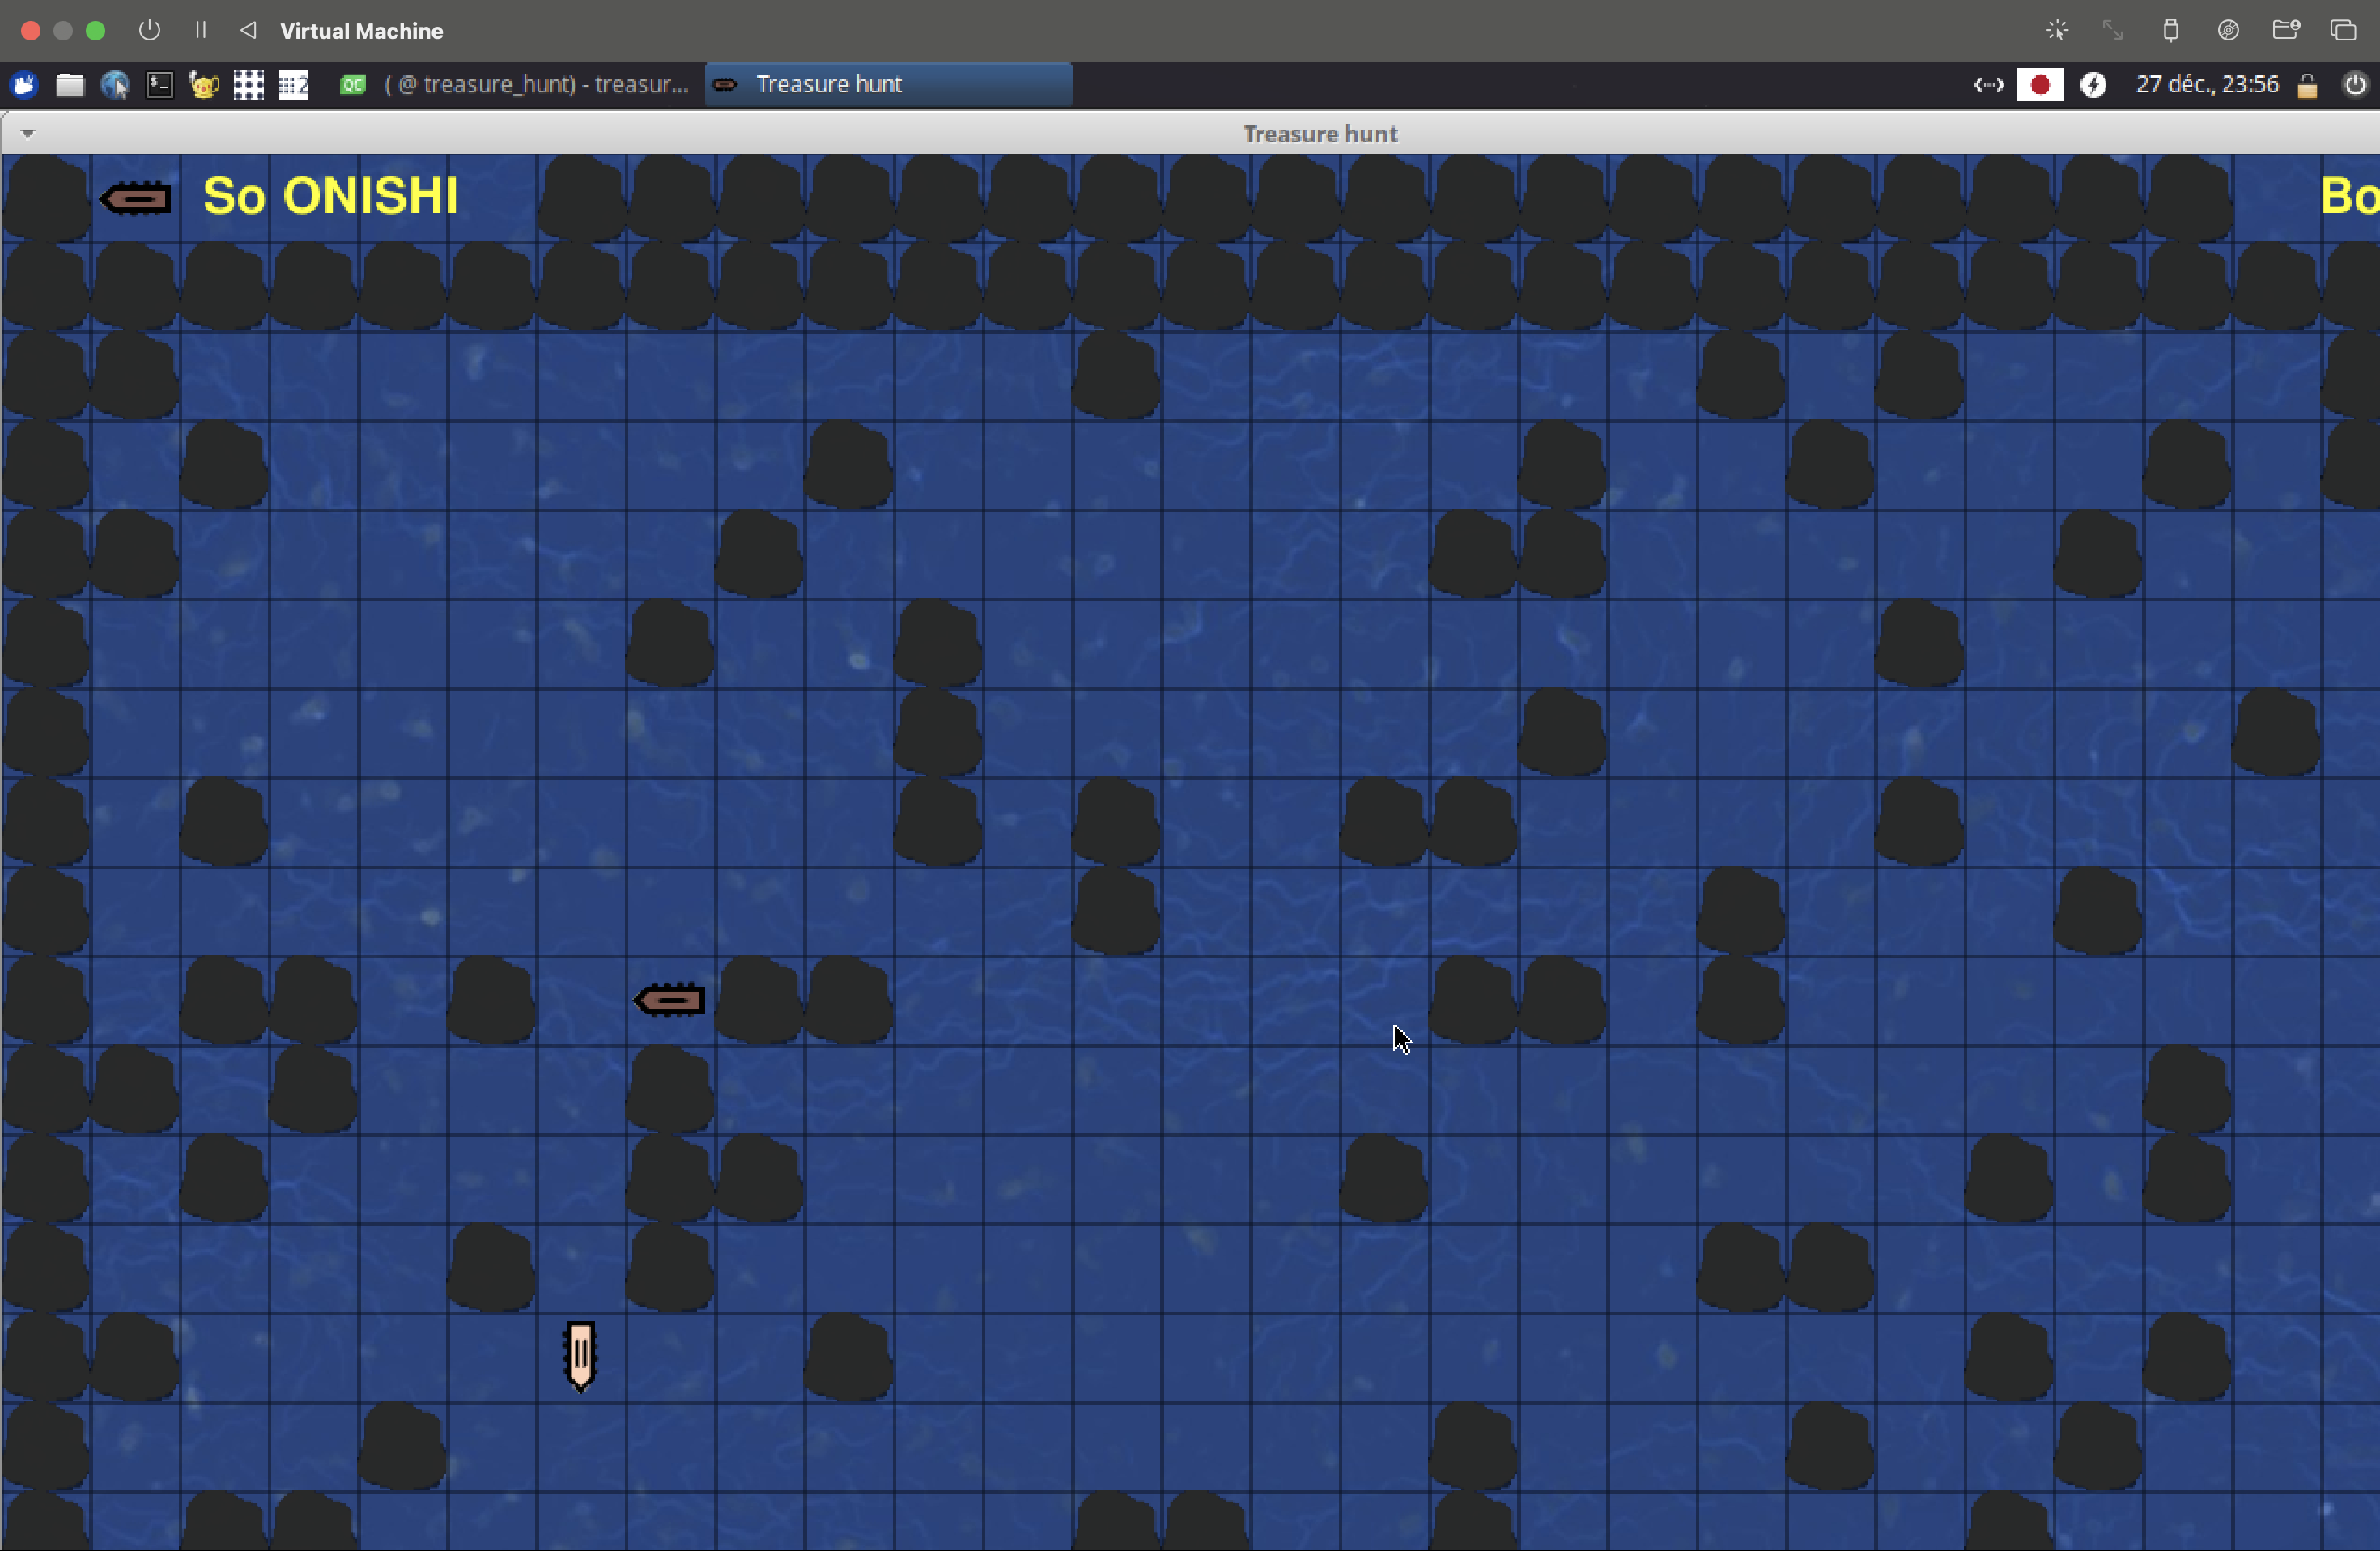 Virtual Machine
( @ treasure_hunt) - treasur...
Treasure hunt
27 déc., 23:56
Treasure hunt
So ONISHI
Bo